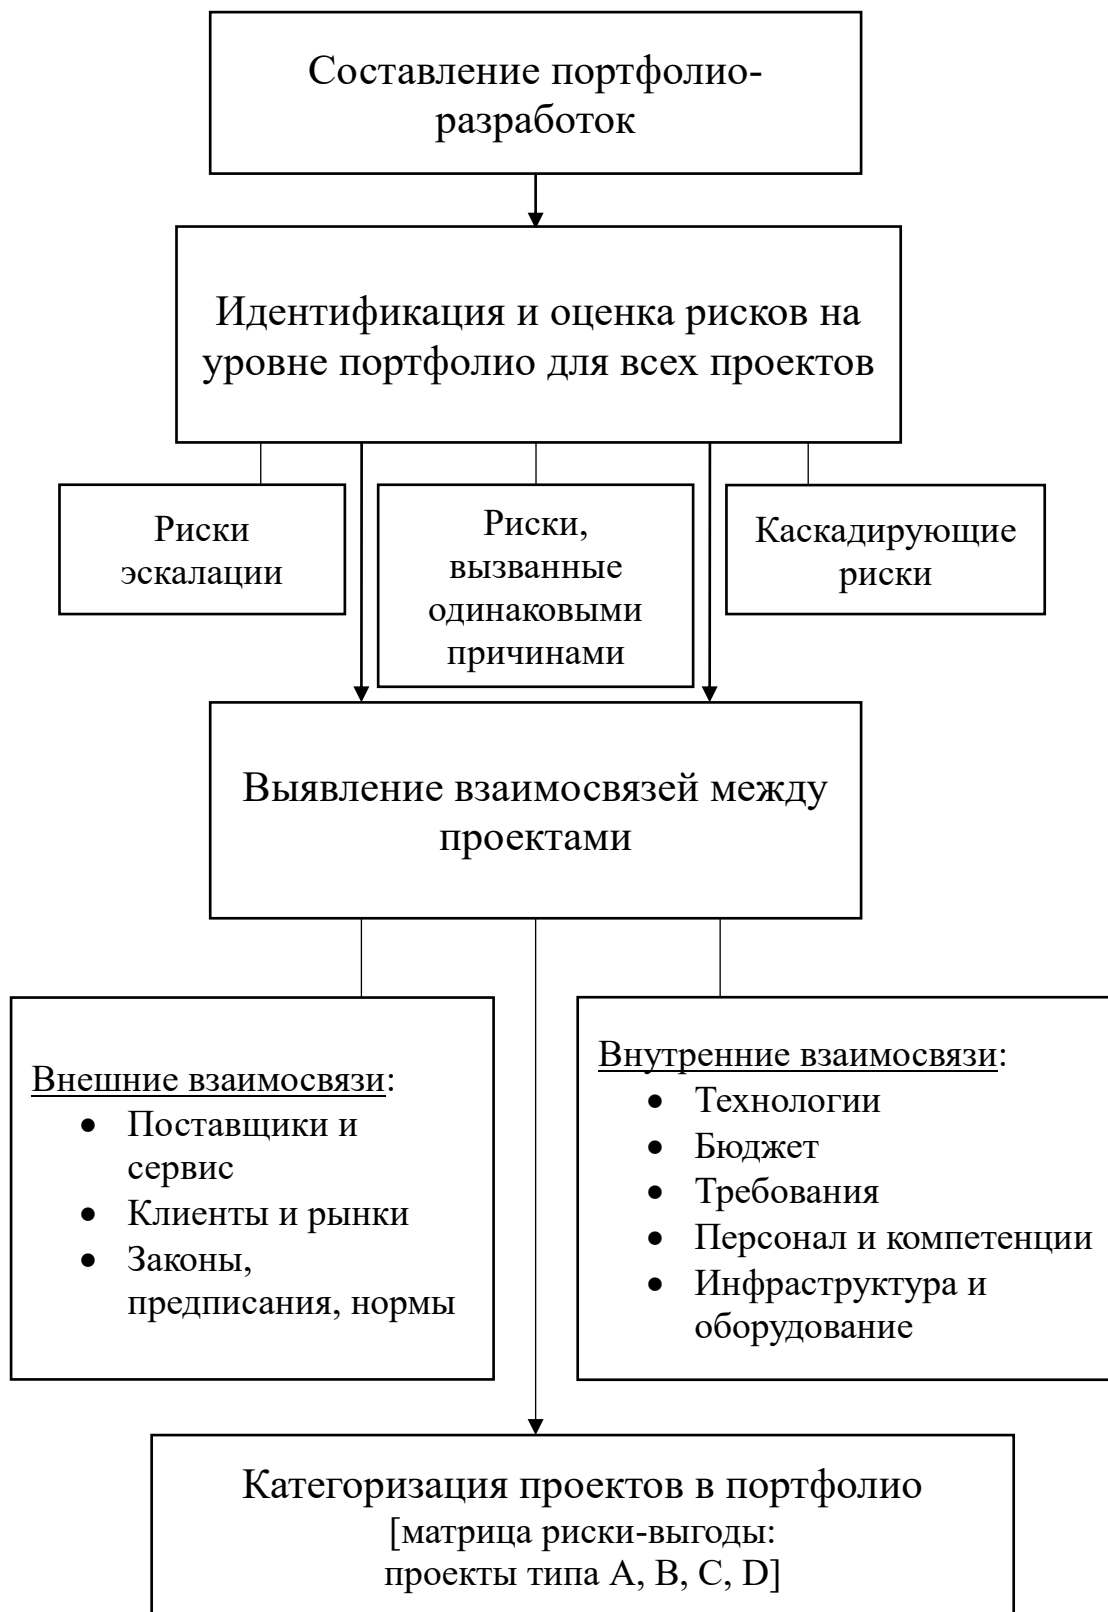 Составление портфолио-
разработок
Идентификация и оценка рисков на
уровне портфолио для всех проектов
Риски
эскалации
Риски,
вызванные
одинаковыми
причинами
Каскадирующие
риски
Выявление взаимосвязей между
проектами
Внешние взаимосвязи:
• Поставщики и
сервис
• Клиенты и рынки
• Законы,
предписания, нормы
Внутренние взаимосвязи:
• Технологии
• Бюджет
• Требования
• Персонал и компетенции
• Инфраструктура и
оборудование
Категоризация проектов в портфолио
[матрица риски-выгоды:
проекты типа A, B, C, D]